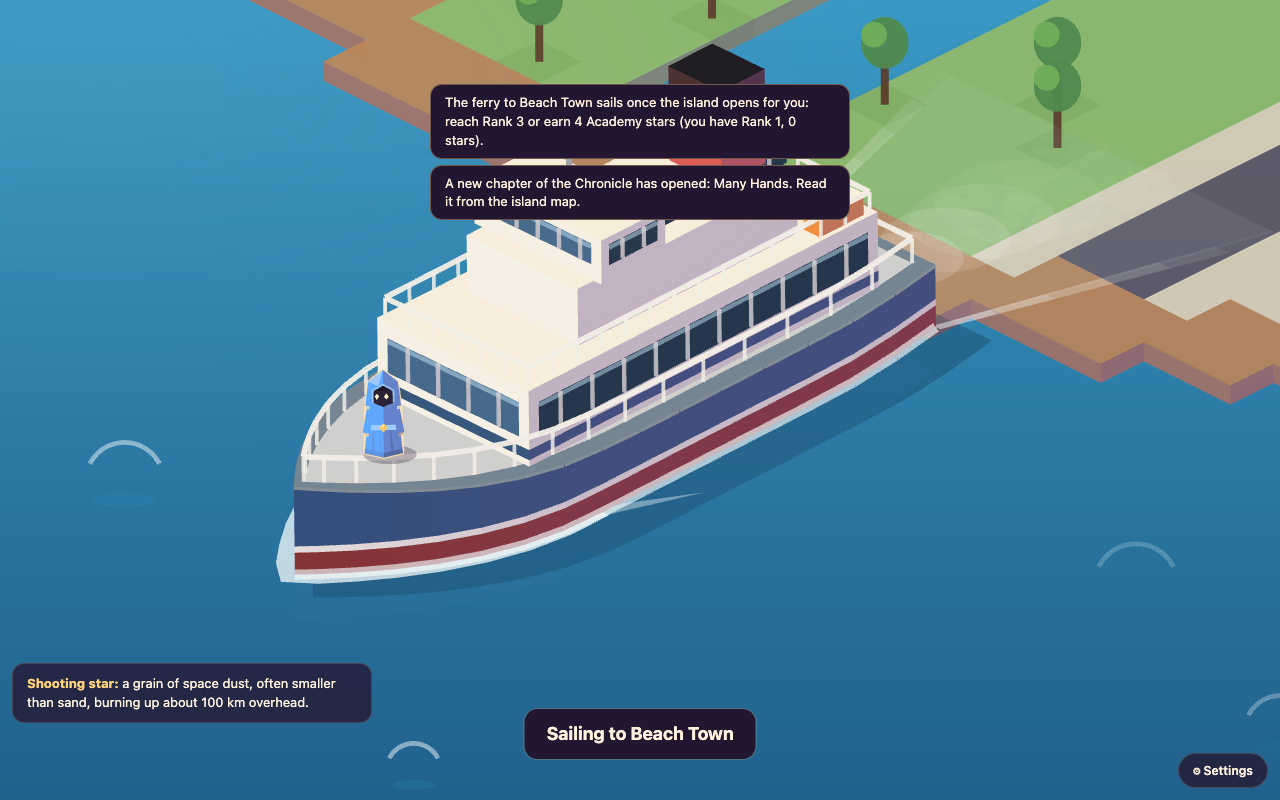 The ferry to Beach Town sails once the island opens for you:
reach Rank 3 or earn 4 Academy stars (you have Rank 1, 0
stars).
A new chapter of the Chronicle has opened: Many Hands. Read
it from the island map.
Shooting star: a grain of space dust, often smaller
than sand, burning up about 100 km overhead.
Sailing to Beach Town
⚙ Settings